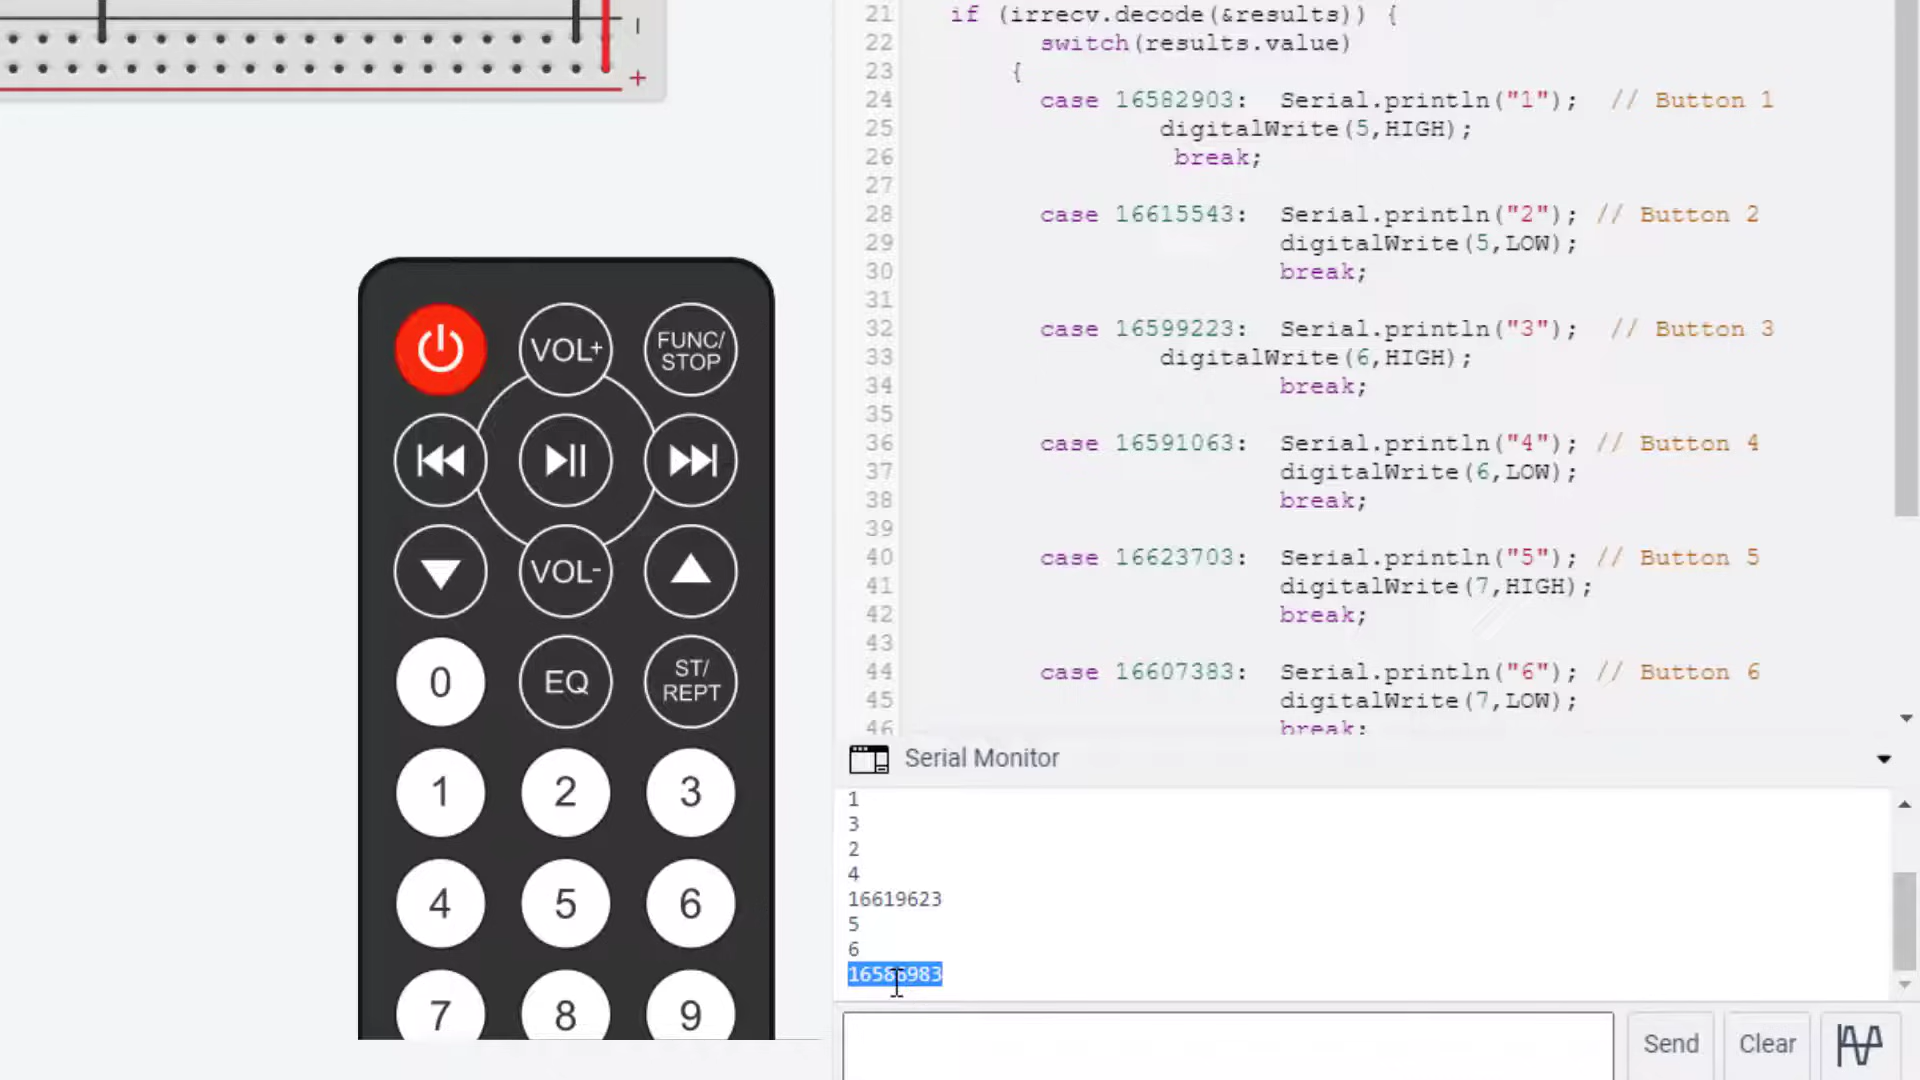 +
VOL+
FUNC/
STOP
VOL-
0
EQ
ST/
REPT
1 2 3
4 5 6
7 8 9
21 if (irrecv.decode(&results)) {
22 switch(results.value)
23 {
24 case 16582903: Serial.println("1"); // Button 1
25 digitalWrite(5,HIGH);
26 break;
27
28 case 16615543: Serial.println("2"); // Button 2
29 digitalWrite(5,LOW);
30 break;
31
32 case 16599223: Serial.println("3"); // Button 3
33 digitalWrite(6,HIGH);
34 break;
35
36 case 16591063: Serial.println("4"); // Button 4
37 digitalWrite(6,LOW);
38 break;
39
40 case 16623703: Serial.println("5"); // Button 5
41 digitalWrite(7,HIGH);
42 break;
43
44 case 16607383: Serial.println("6"); // Button 6
45 digitalWrite(7,LOW);
46 break;
Serial Monitor
1
3
2
4
16619623
5
6
16586983
Send Clear